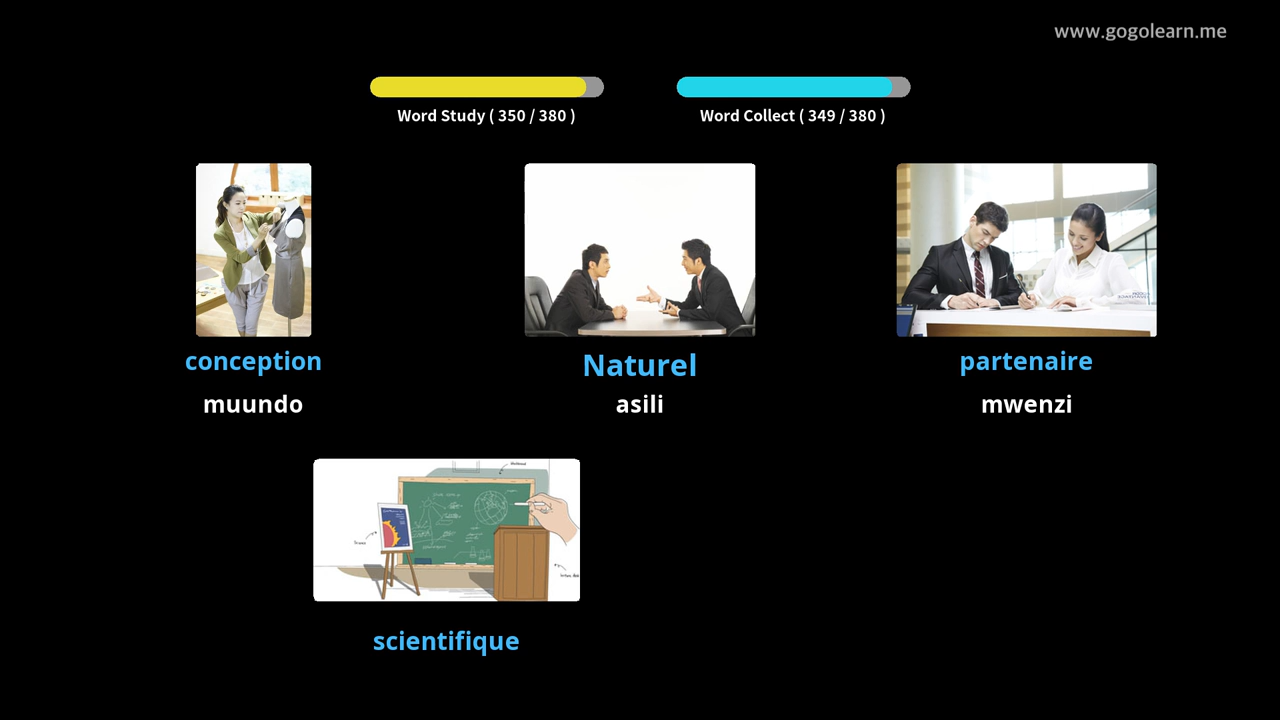 www.gogolearn.me
Word Study ( 350 / 380 )
Word Collect ( 349 / 380 )
conception
Naturel
partenaire
muundo
asili
mwenzi
scientifique